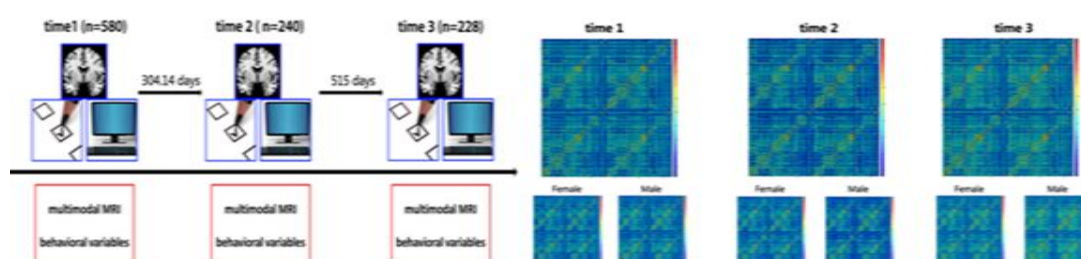 time1 (n=580)
time 2 ( n=240)
time 3 (n=228)
304.14 days
515 days
multimodal MRI
behavioral variables
multimodal MRI
behavioral variables
multimodal MRI
behavioral variables
time 1
time 2
time 3
Female
Male
Female
Male
Female
Male